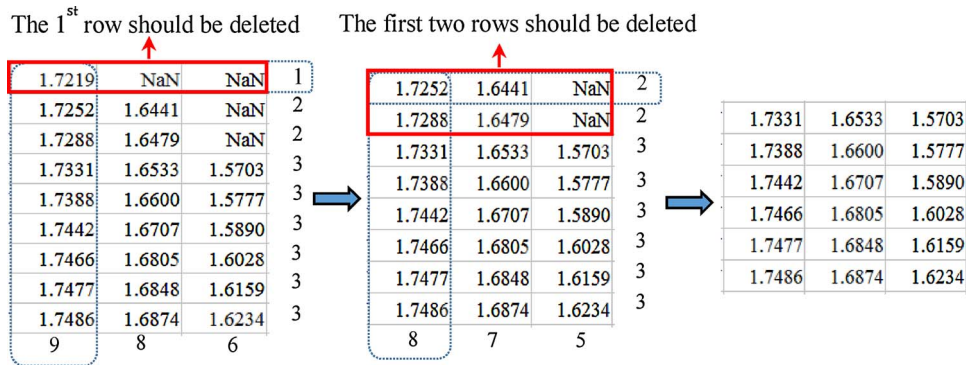 The 1st row should be deleted
1.7219 NaN NaN 1
1.7252 1.6441 NaN 2
1.7288 1.6479 NaN 2
1.7331 1.6533 1.5703 3
1.7388 1.6600 1.5777 3
1.7442 1.6707 1.5890 3
1.7466 1.6805 1.6028 3
1.7477 1.6848 1.6159 3
1.7486 1.6874 1.6234 3
9 8 6
The first two rows should be deleted
1.7252 1.6441 NaN 2
1.7288 1.6479 NaN 2
1.7331 1.6533 1.5703 3
1.7388 1.6600 1.5777 3
1.7442 1.6707 1.5890 3
1.7466 1.6805 1.6028 3
1.7477 1.6848 1.6159 3
1.7486 1.6874 1.6234 3
8 7 5
1.7331 1.6533 1.5703
1.7388 1.6600 1.5777
1.7442 1.6707 1.5890
1.7466 1.6805 1.6028
1.7477 1.6848 1.6159
1.7486 1.6874 1.6234